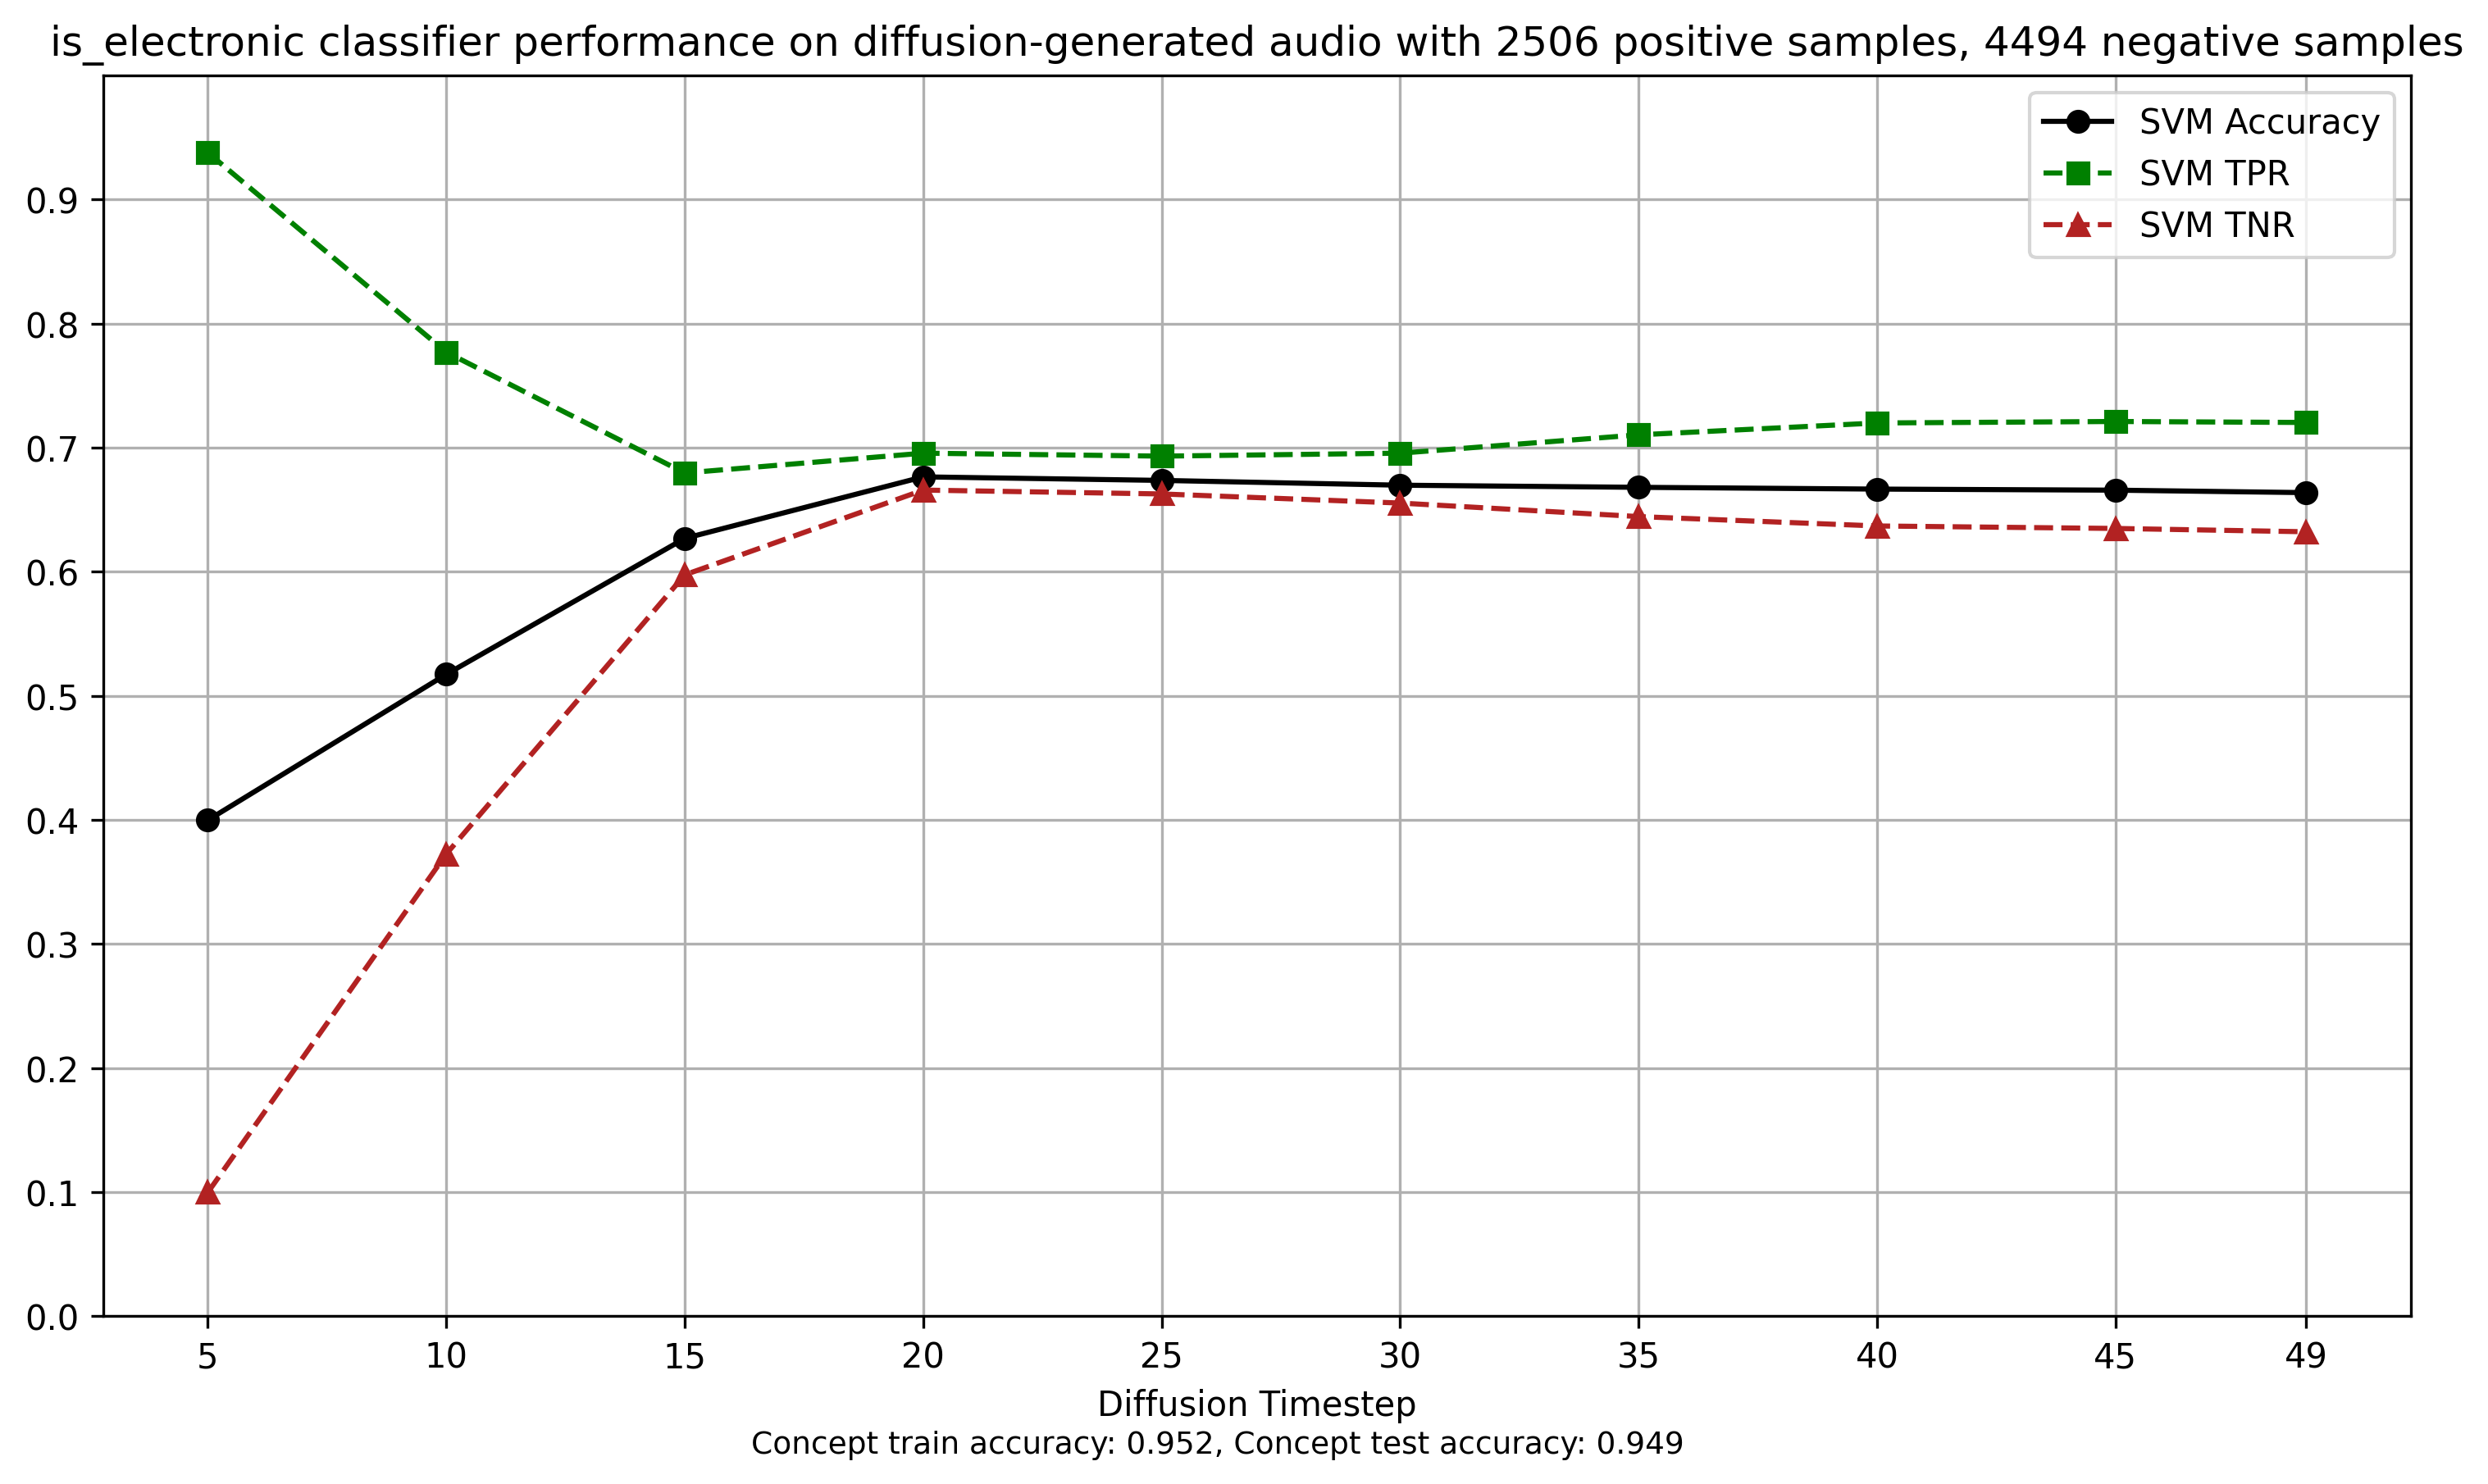 is_electronic classifier performance on diffusion-generated audio with 2506 positive samples, 4494 negative samples
SVM Accuracy
SVM TPR
SVM TNR
0.9
0.8
0.7
0.6
0.5
0.4
0.3
0.2
0.1
0.0
5 10 15 20 25 30 35 40 45 49
Diffusion Timestep
Concept train accuracy: 0.952, Concept test accuracy: 0.949